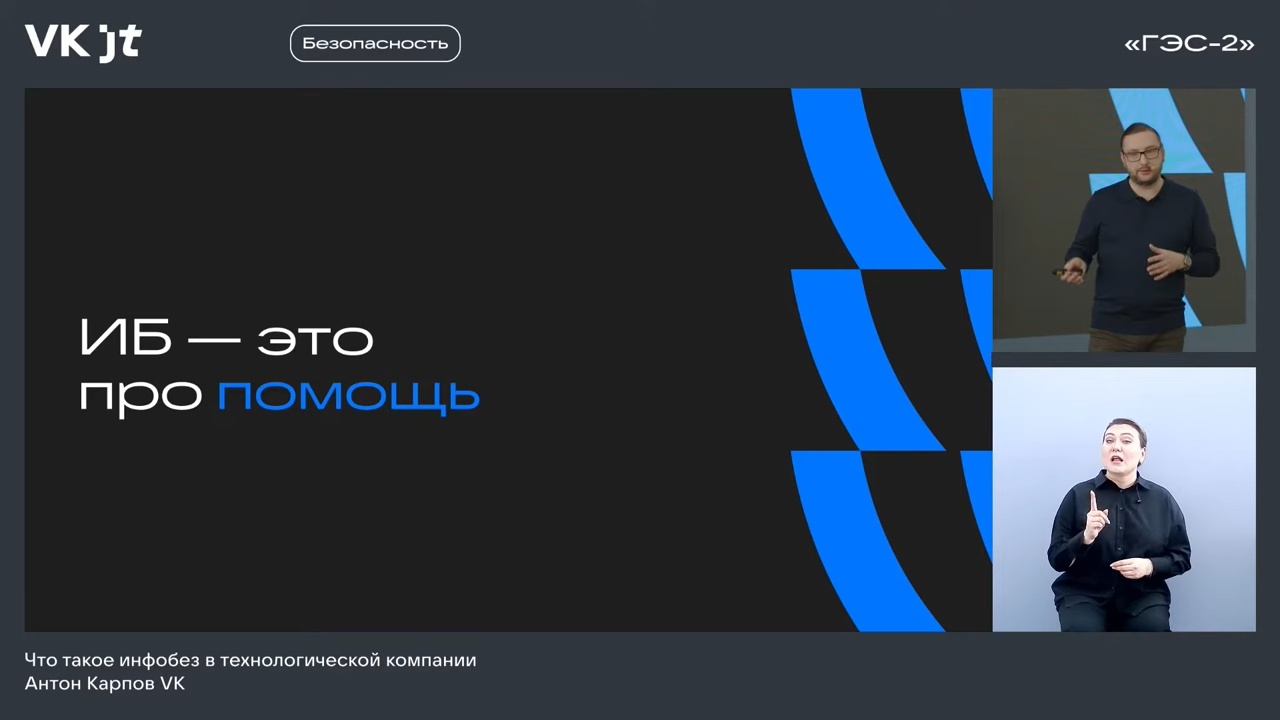 VK jt
Безопасность
«ГЭС-2»
ИБ — это
про помощь
Что такое инфобез в технологической компании
Антон Карпов VK